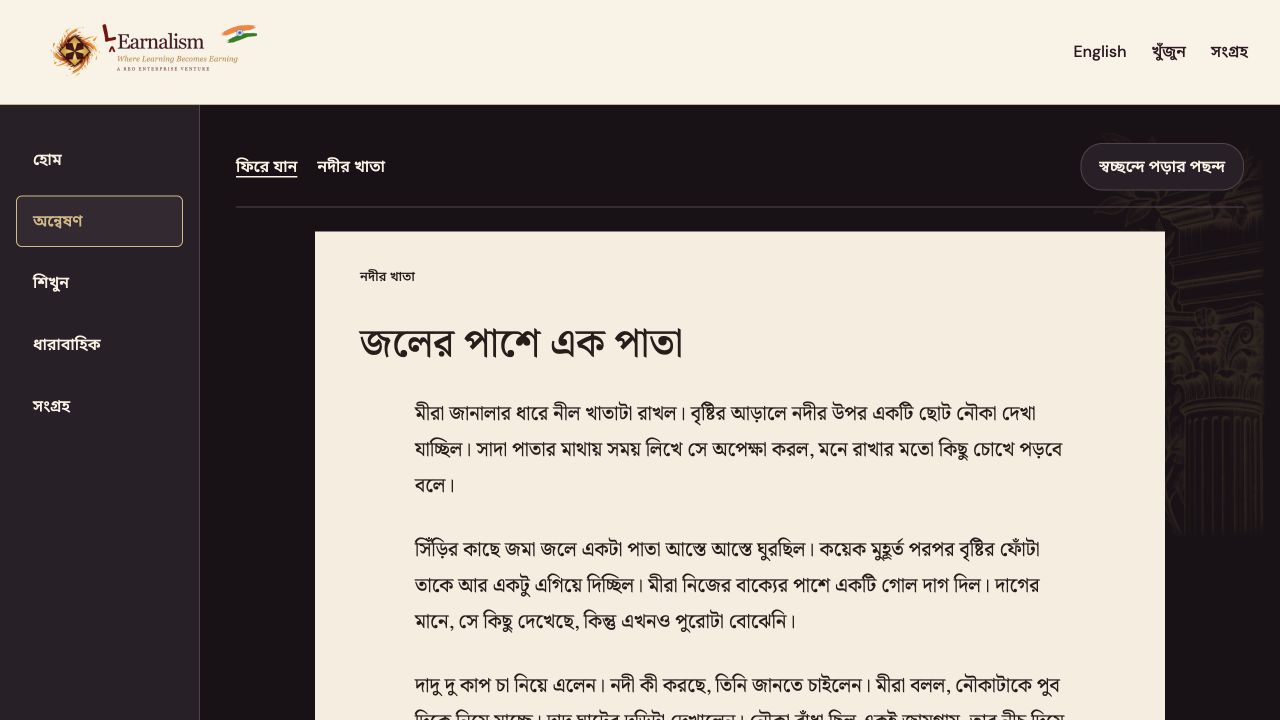 LEarnalism
Where Learning Becomes Earning
A RRO ENTERPRISE VENTURE
English
খুঁজুন
সংগ্রহ
হোম
অন্বেষণ
শিখুন
ধারাবাহিক
সংগ্রহ
ফিরে যান
নদীর খাতা
স্বচ্ছন্দে পড়ার পছন্দ
নদীর খাতা
জলের পাশে এক পাতা
মীরা জানালার ধারে নীল খাতাটা রাখল। বৃষ্টির আড়ালে নদীর উপর একটি ছোট নৌকা দেখা
যাচ্ছিল। সাদা পাতার মাথায় সময় লিখে সে অপেক্ষা করল, মনে রাখার মতো কিছু চোখে পড়বে
বলে।
সিঁড়ির কাছে জমা জলে একটা পাতা আস্তে আস্তে ঘুরছিল। কয়েক মুহূর্ত পরপর বৃষ্টির ফোঁটা
তাকে আর একটু এগিয়ে দিচ্ছিল। মীরা নিজের বাক্যের পাশে একটি গোল দাগ দিল। দাগের
মানে, সে কিছু দেখেছে, কিন্তু এখনও পুরোটা বোঝেনি।
দাদু দু কাপ চা নিয়ে এলেন। নদী কী করছে, তিনি জানতে চাইলেন। মীরা বলল, নৌকাটাকে পুব